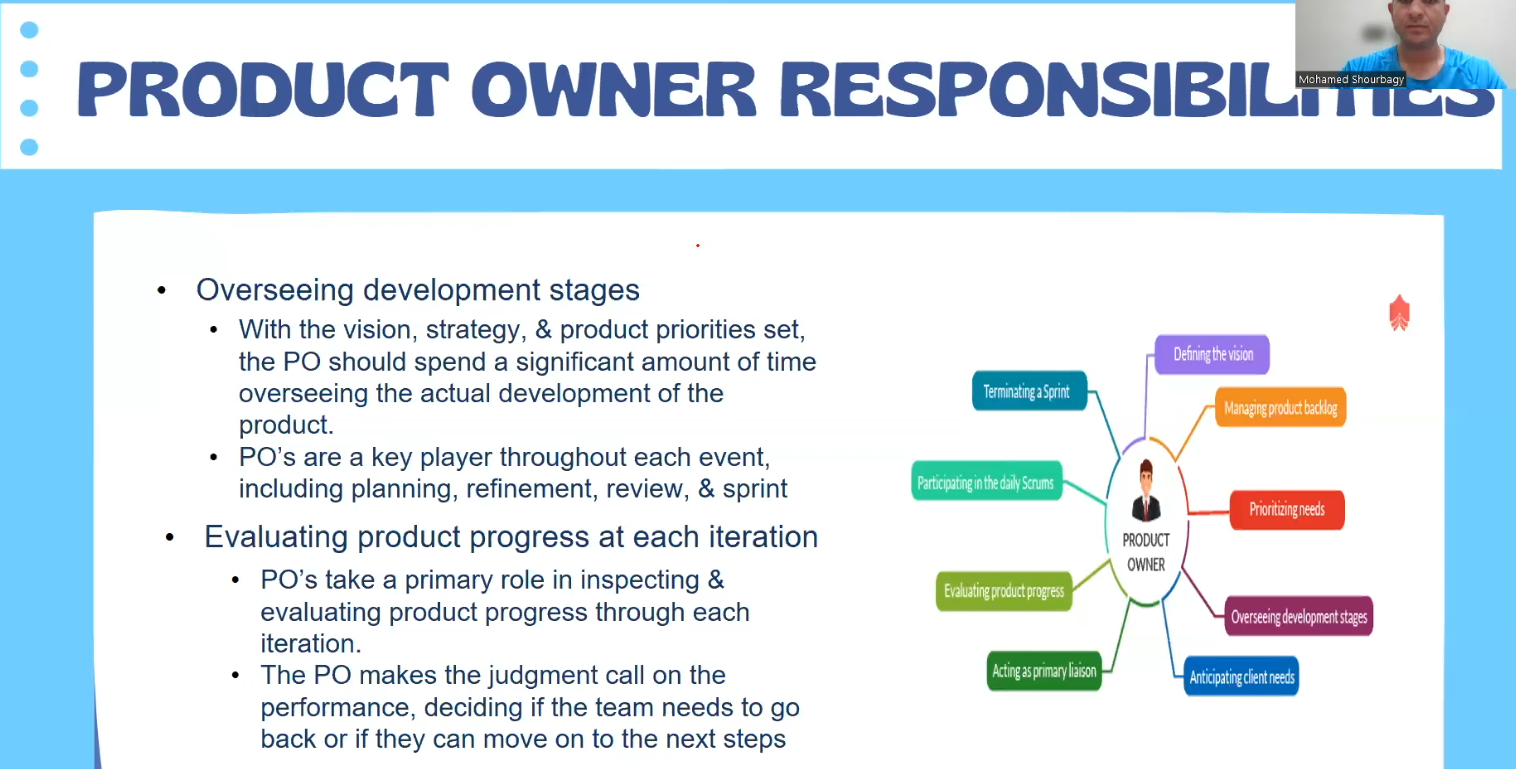 PRODUCT OWNER RESPONSIBILITIES
Mohamed Shourbagy
• Overseeing development stages
• With the vision, strategy, & product priorities set,
the PO should spend a significant amount of time
overseeing the actual development of the
product.
• PO’s are a key player throughout each event,
including planning, refinement, review, & sprint
• Evaluating product progress at each iteration
• PO’s take a primary role in inspecting &
evaluating product progress through each
iteration.
• The PO makes the judgment call on the
performance, deciding if the team needs to go
back or if they can move on to the next steps
Defining the vision
Terminating a Sprint
Managing product backlog
Participating in the daily Scrums
Prioritizing needs
PRODUCT
OWNER
Evaluating product progress
Overseeing development stages
Acting as primary liaison
Anticipating client needs